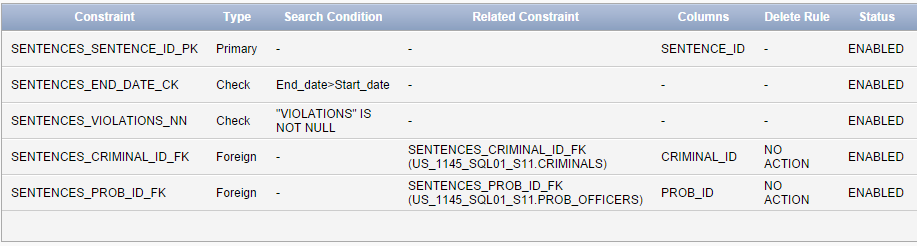 Constraint Type Search Condition Related Constraint Columns Delete Rule Status
SENTENCES_SENTENCE_ID_PK Primary - - SENTENCE_ID - ENABLED
SENTENCES_END_DATE_CK Check End_date>Start_date - - - ENABLED
SENTENCES_VIOLATIONS_NN Check "VIOLATIONS" IS
NOT NULL - - - ENABLED
SENTENCES_CRIMINAL_ID_FK Foreign - SENTENCES_CRIMINAL_ID_FK
(US_1145_SQL01_S11.CRIMINALS) CRIMINAL_ID NO
ACTION ENABLED
SENTENCES_PROB_ID_FK Foreign - SENTENCES_PROB_ID_FK
(US_1145_SQL01_S11.PROB_OFFICERS) PROB_ID NO
ACTION ENABLED